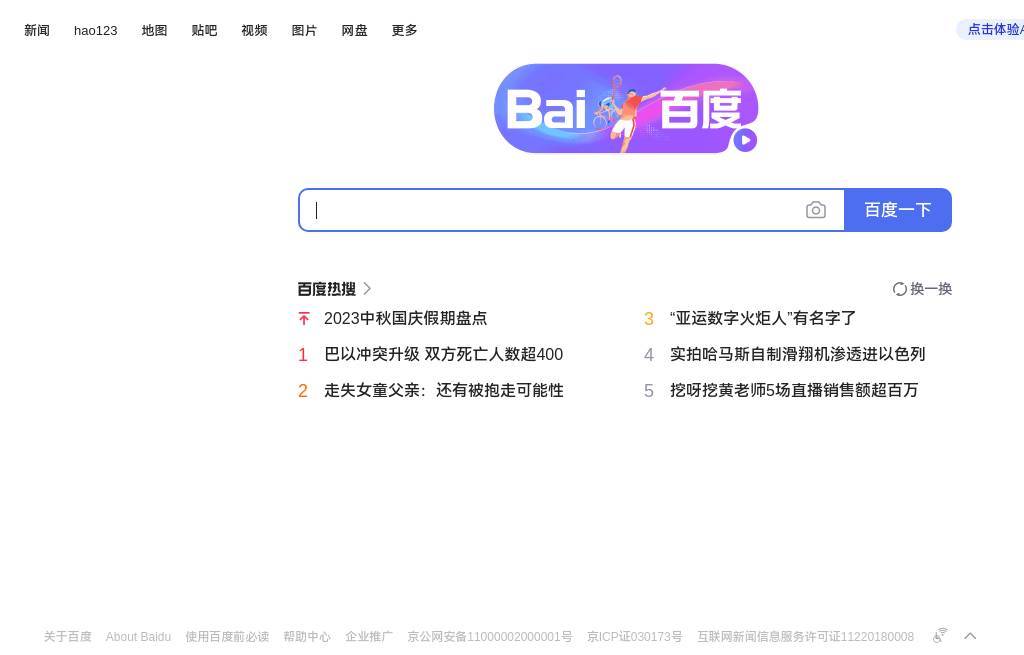 新闻 hao123 地图 贴吧 视频 图片 网盘 更多 点击体验A
Bai 百度
百度一下
百度热搜 换一换
2023中秋国庆假期盘点
1 巴以冲突升级 双方死亡人数超400
2 走失女童父亲：还有被抱走可能性
3 “亚运数字火炬人”有名字了
4 实拍哈马斯自制滑翔机渗透进以色列
5 挖呀挖黄老师5场直播销售额超百万
关于百度 About Baidu 使用百度前必读 帮助中心 企业推广 京公网安备11000002000001号 京ICP证030173号 互联网新闻信息服务许可证11220180008